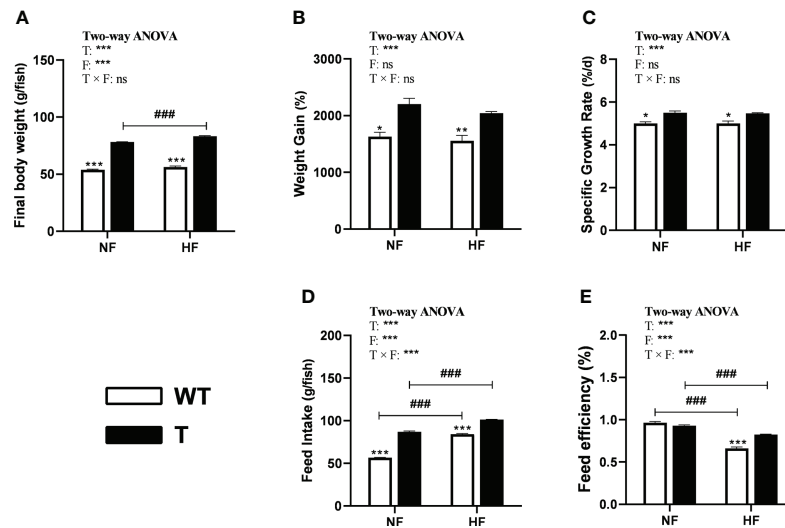 A
Two-way ANOVA
T: ***
F: ***
T × F: ns
Final body weight (g/fish)
150
100
50
0
###
***
***
NF
HF
B
Two-way ANOVA
T: ***
F: ns
T × F: ns
Weight Gain (%)
3000
2000
1000
0
*
**
NF
HF
C
Two-way ANOVA
T: ***
F: ns
T × F: ns
Specific Growth Rate (%/d)
8
6
4
2
0
*
*
NF
HF
WT
T
D
Two-way ANOVA
T: ***
F: ***
T × F: ***
Feed Intake (g/fish)
200
150
100
50
0
###
###
***
***
NF
HF
E
Two-way ANOVA
T: ***
F: ***
T × F: ***
Feed efficiency (%)
2.0
1.5
1.0
0.5
0.0
###
###
***
NF
HF